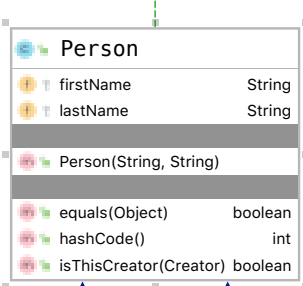 Person
firstName String
lastName String
Person(String, String)
equals(Object) boolean
hashCode() int
isThisCreator(Creator) boolean